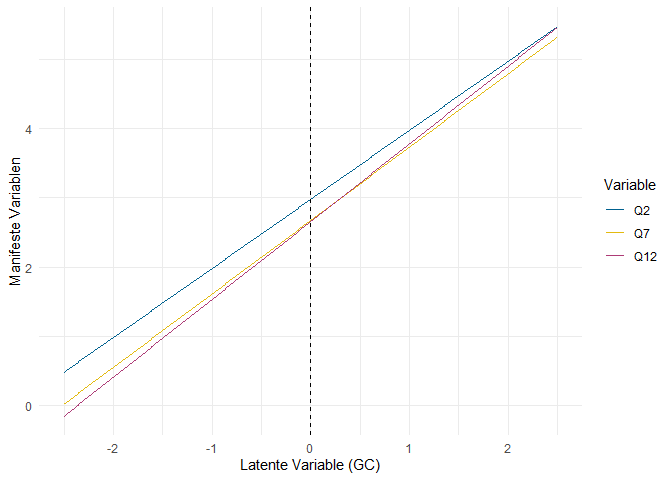 Manifeste Variablen
4
2
0
-2
-1
0
1
2
Latente Variable (GC)
Variable
Q2
Q7
Q12